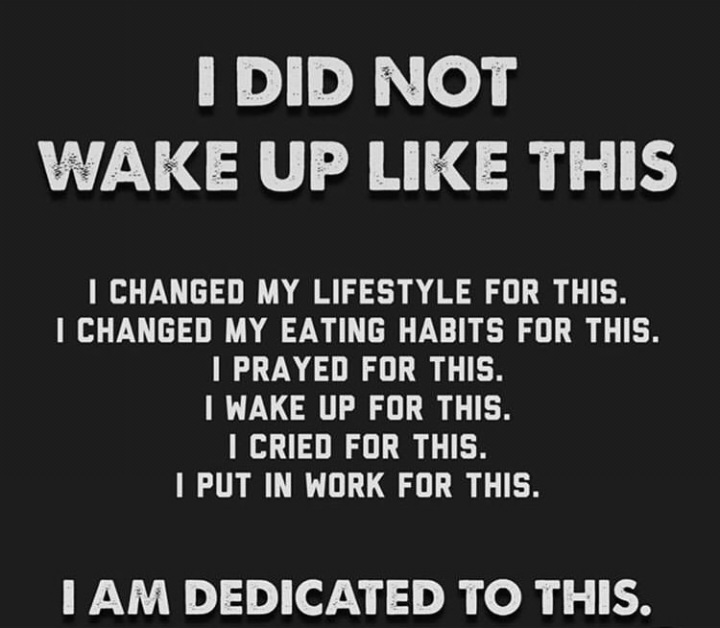 I DID NOT
WAKE UP LIKE THIS
I CHANGED MY LIFESTYLE FOR THIS.
I CHANGED MY EATING HABITS FOR THIS.
I PRAYED FOR THIS.
I WAKE UP FOR THIS.
I CRIED FOR THIS.
I PUT IN WORK FOR THIS.
I AM DEDICATED TO THIS.